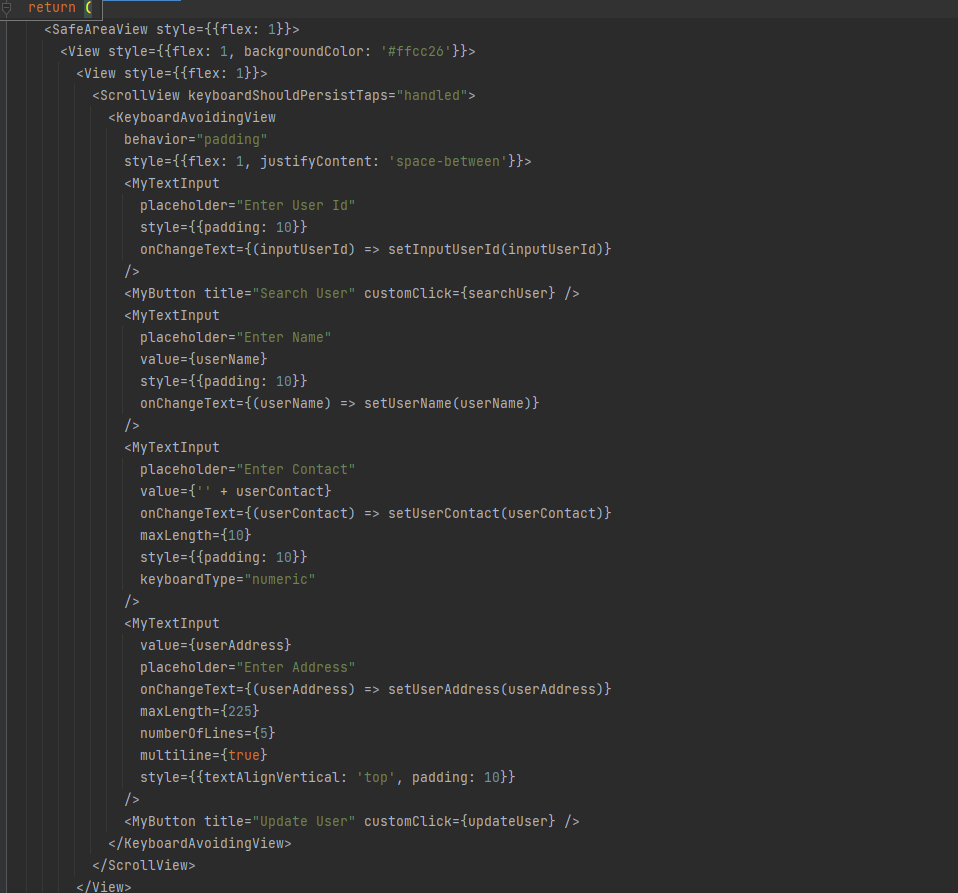 return (
<SafeAreaView style={{flex: 1}}>
<View style={{flex: 1, backgroundColor: '#ffcc26'}}>
<View style={{flex: 1}}>
<ScrollView keyboardShouldPersistTaps="handled">
<KeyboardAvoidingView
behavior="padding"
style={{flex: 1, justifyContent: 'space-between'}}>
<MyTextInput
placeholder="Enter User Id"
style={{padding: 10}}
onChangeText={(inputUserId) => setInputUserId(inputUserId)}
/>
<MyButton title="Search User" customClick={searchUser} />
<MyTextInput
placeholder="Enter Name"
value={userName}
style={{padding: 10}}
onChangeText={(userName) => setUserName(userName)}
/>
<MyTextInput
placeholder="Enter Contact"
value={'' + userContact}
onChangeText={(userContact) => setUserContact(userContact)}
maxLength={10}
style={{padding: 10}}
keyboardType="numeric"
/>
<MyTextInput
value={userAddress}
placeholder="Enter Address"
onChangeText={(userAddress) => setUserAddress(userAddress)}
maxLength={225}
numberOfLines={5}
multiline={true}
style={{textAlignVertical: 'top', padding: 10}}
/>
<MyButton title="Update User" customClick={updateUser} />
</KeyboardAvoidingView>
</ScrollView>
</View>